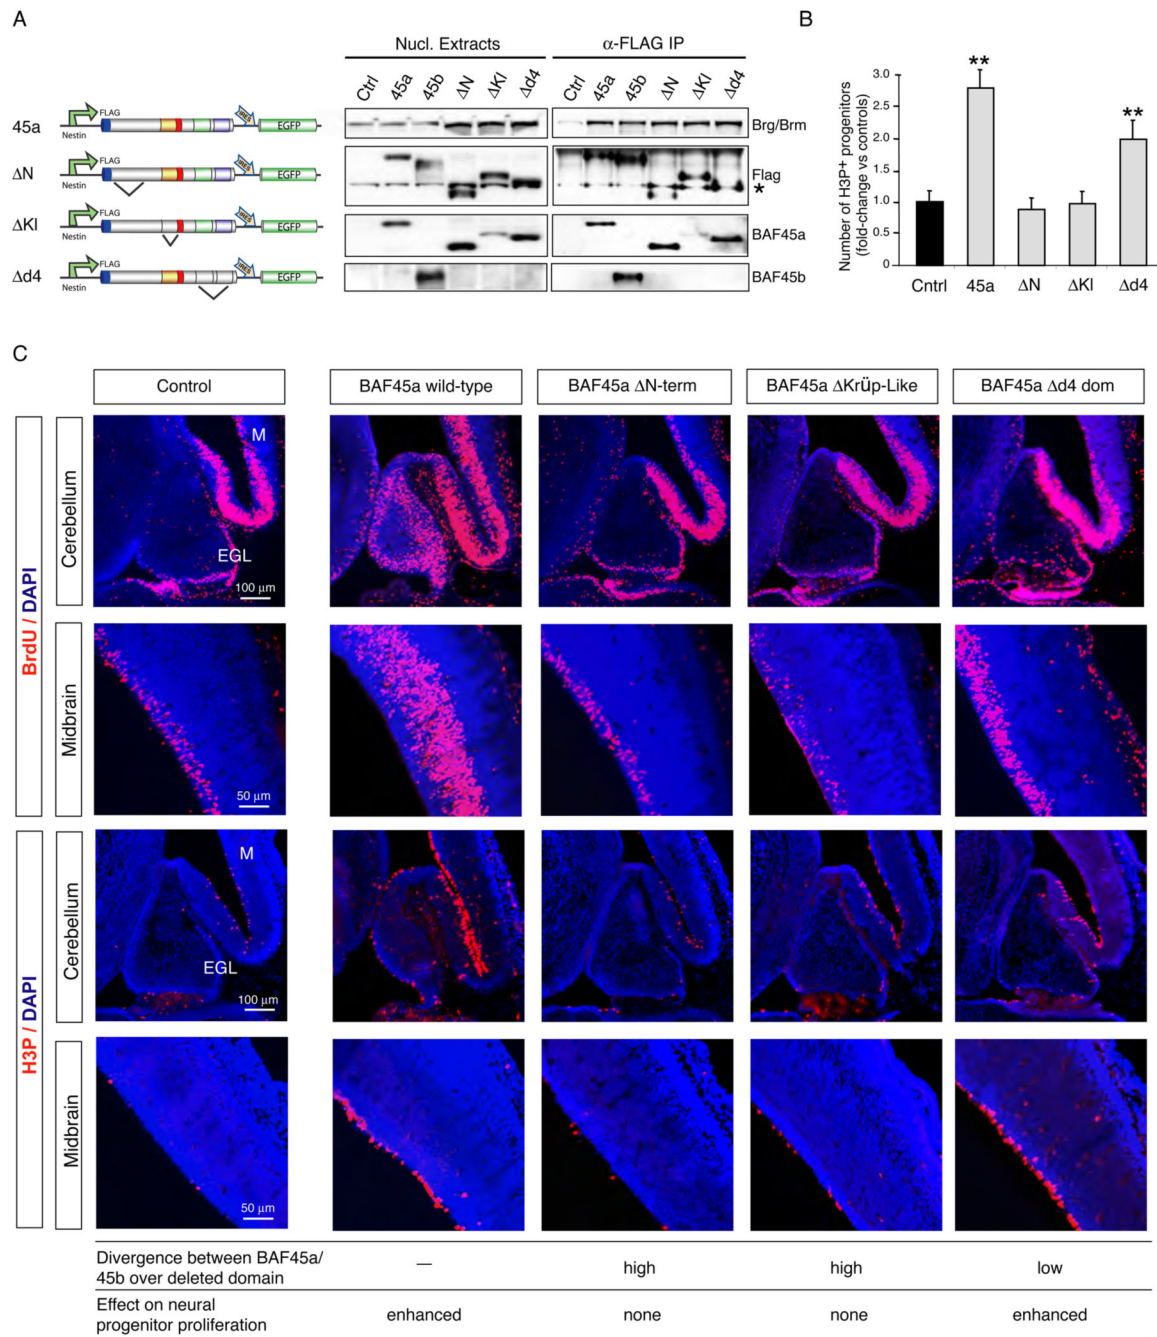 A
Nucl. Extracts
α-FLAG IP
Ctrl 45a 45b ΔN ΔKl Δd4
Ctrl 45a 45b ΔN ΔKl Δd4
45a
FLAG
Nestin
IRES
EGFP
ΔN
FLAG
Nestin
IRES
EGFP
ΔKl
FLAG
Nestin
IRES
EGFP
Δd4
FLAG
Nestin
IRES
EGFP
Brg/Brm
Flag
*
BAF45a
BAF45b
B
Number of H3P+ progenitors
(fold-change vs controls)
3.0
2.5
2.0
1.5
1.0
0.5
0
**
**
Cntrl 45a ΔN ΔKl Δd4
C
Control
BAF45a wild-type
BAF45a ΔN-term
BAF45a ΔKrüp-Like
BAF45a Δd4 dom
BrdU / DAPI
Cerebellum
M
EGL
100 µm
Midbrain
50 µm
H3P / DAPI
Cerebellum
M
EGL
100 µm
Midbrain
50 µm
Divergence between BAF45a/
45b over deleted domain
— high high low
Effect on neural
progenitor proliferation
enhanced none none enhanced